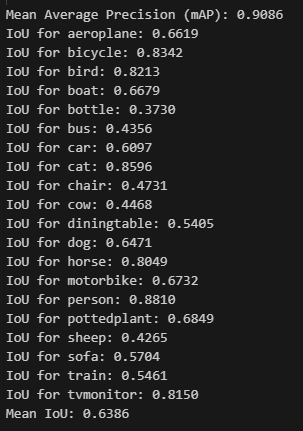 Mean Average Precision (mAP): 0.9086
IoU for aeroplane: 0.6619
IoU for bicycle: 0.8342
IoU for bird: 0.8213
IoU for boat: 0.6679
IoU for bottle: 0.3730
IoU for bus: 0.4356
IoU for car: 0.6097
IoU for cat: 0.8596
IoU for chair: 0.4731
IoU for cow: 0.4468
IoU for diningtable: 0.5405
IoU for dog: 0.6471
IoU for horse: 0.8049
IoU for motorbike: 0.6732
IoU for person: 0.8810
IoU for pottedplant: 0.6849
IoU for sheep: 0.4265
IoU for sofa: 0.5704
IoU for train: 0.5461
IoU for tvmonitor: 0.8150
Mean IoU: 0.6386